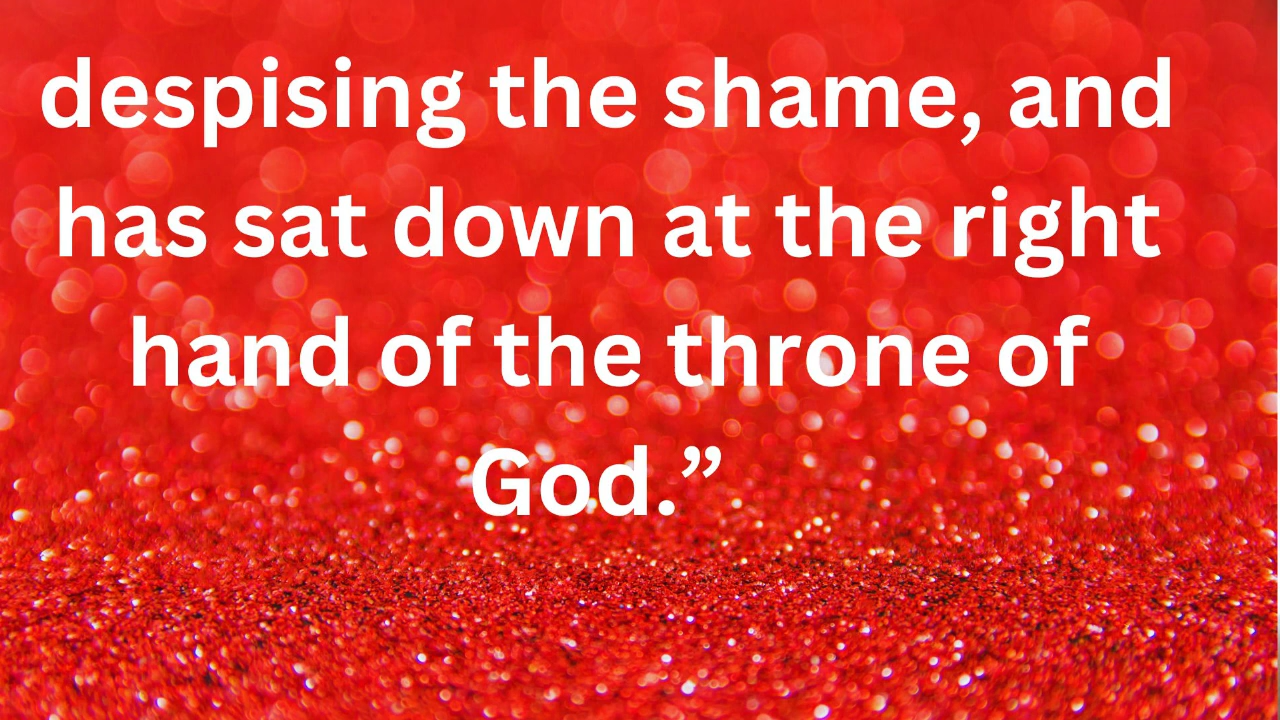 despising the shame, and
has sat down at the right
hand of the throne of
God.”